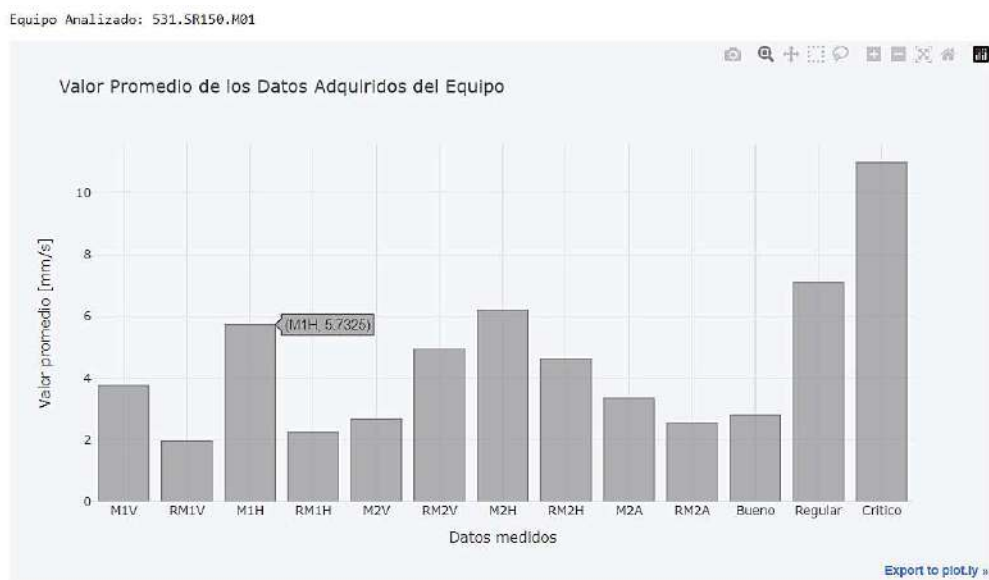 Equipo Analizado: 531.SR150.M01
Valor Promedio de los Datos Adquiridos del Equipo
Valor promedio [mm/s]
10
8
6
4
2
0
(M1H, 5.7325)
M1V RM1V M1H RM1H M2V RM2V M2H RM2H M2A RM2A Bueno Regular Critico
Datos medidos
Export to plot.ly »